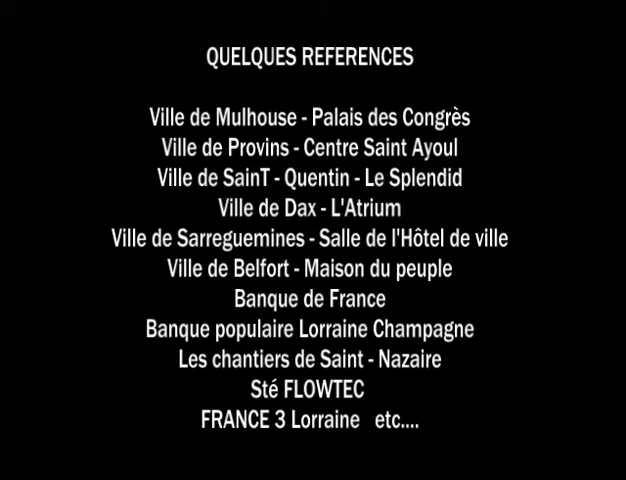 QUELQUES REFERENCES
Ville de Mulhouse - Palais des Congrès
Ville de Provins - Centre Saint Ayoul
Ville de SainT - Quentin - Le Splendid
Ville de Dax - L'Atrium
Ville de Sarreguemines - Salle de l'Hôtel de ville
Ville de Belfort - Maison du peuple
Banque de France
Banque populaire Lorraine Champagne
Les chantiers de Saint - Nazaire
Sté FLOWTEC
FRANCE 3 Lorraine etc....